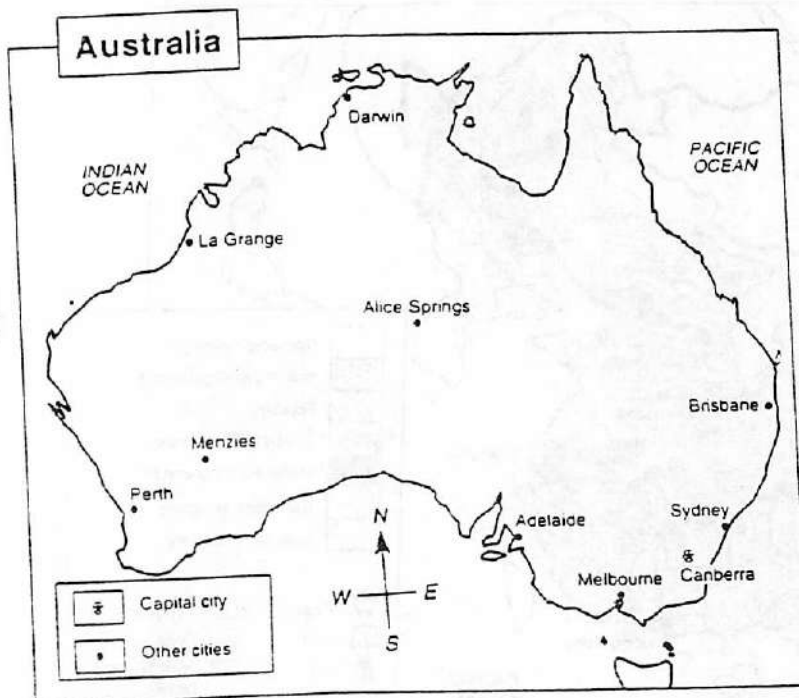 Australia
Darwin
INDIAN
OCEAN
PACIFIC
OCEAN
La Grange
Alice Springs
Brisbane
Menzies
Perth
N
Adelaide
Sydney
W
E
Melbourne
Canberra
S
Capital city
Other cities